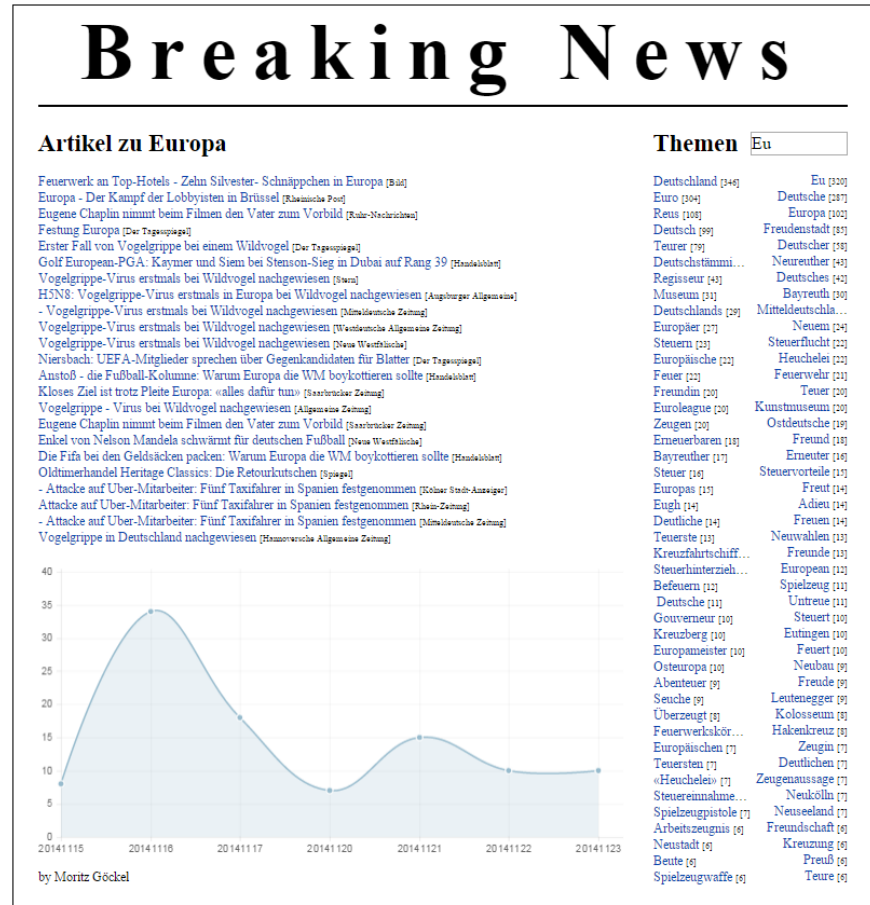 Breaking News
Artikel zu Europa
Feuerwerk an Top-Hotels - Zehn Silvester- Schnäppchen in Europa [Bild]
Europa - Der Kampf der Lobbyisten in Brüssel [Rheinische Post]
Eugene Chaplin nimmt beim Filmen den Vater zum Vorbild [Ruhr-Nachrichten]
Festung Europa [Der Tagesspiegel]
Erster Fall von Vogelgrippe bei einem Wildvogel [Der Tagesspiegel]
Golf European-PGA: Kaymer und Siem bei Stenson-Sieg in Dubai auf Rang 39 [Handelsblatt]
Vogelgrippe-Virus erstmals bei Wildvogel nachgewiesen [Stern]
H5N8: Vogelgrippe-Virus erstmals in Europa bei Wildvogel nachgewiesen [Augsburger Allgemeine]
- Vogelgrippe-Virus erstmals bei Wildvogel nachgewiesen [Mitteldeutsche Zeitung]
Vogelgrippe-Virus erstmals bei Wildvogel nachgewiesen [Westdeutsche Allgemeine Zeitung]
Vogelgrippe-Virus erstmals bei Wildvogel nachgewiesen [Neue Westfälische]
Niersbach: UEFA-Mitglieder sprechen über Gegenkandidaten für Blatter [Der Tagesspiegel]
Anstoß - die Fußball-Kolumne: Warum Europa die WM boykottieren sollte [Handelsblatt]
Kloses Ziel ist trotz Pleite Europa: «alles dafür tun» [Saarbrücker Zeitung]
Vogelgrippe - Virus bei Wildvogel nachgewiesen [Allgemeine Zeitung]
Eugene Chaplin nimmt beim Filmen den Vater zum Vorbild [Saarbrücker Zeitung]
Enkel von Nelson Mandela schwärmt für deutschen Fußball [Neue Westfälische]
Die Fifa bei den Geldsäcken packen: Warum Europa die WM boykottieren sollte [Handelsblatt]
Oldtimerhandel Heritage Classics: Die Retourkutschen [Spiegel]
- Attacke auf Uber-Mitarbeiter: Fünf Taxifahrer in Spanien festgenommen [Kölner Stadt-Anzeiger]
Attacke auf Uber-Mitarbeiter: Fünf Taxifahrer in Spanien festgenommen [Rhein-Zeitung]
- Attacke auf Uber-Mitarbeiter: Fünf Taxifahrer in Spanien festgenommen [Mitteldeutsche Zeitung]
Vogelgrippe in Deutschland nachgewiesen [Hannoversche Allgemeine Zeitung]
40
35
30
25
20
15
10
5
0
20141115 20141116 20141117 20141120 20141121 20141122 20141123
by Moritz Göckel
Themen Eu
Deutschland [346] Eu [320]
Euro [304] Deutsche [287]
Reus [108] Europa [102]
Deutsch [99] Freudenstadt [85]
Teurer [79] Deutscher [58]
Deutschstämmi… Neureuther [43]
Regisseur [43] Deutsches [42]
Museum [31] Bayreuth [30]
Deutschlands [29] Mitteldeutschla…
Europäer [27] Neuem [24]
Steuern [23] Steuerflucht [22]
Europäische [22] Heuchelei [22]
Feuer [22] Feuerwehr [21]
Freundin [20] Teuer [20]
Euroleague [20] Kunstmuseum [20]
Zeugen [20] Ostdeutsche [19]
Erneuerbaren [18] Freund [18]
Bayreuther [17] Erneuter [16]
Steuer [16] Steuervorteile [15]
Europas [15] Freut [14]
Eugh [14] Adieu [14]
Deutliche [14] Freuen [14]
Teuerste [13] Neuwahlen [13]
Kreuzfahrtschiff… Freunde [13]
Steuerhinterzieh… European [12]
Befeuern [12] Spielzeug [11]
Deutsche [11] Untreue [11]
Gouverneur [10] Steuert [10]
Kreuzberg [10] Eutingen [10]
Europameister [10] Feuert [10]
Osteuropa [10] Neubau [9]
Abenteuer [9] Freude [9]
Seuche [9] Leutenegger [9]
Überzeugt [8] Kolosseum [8]
Feuerwerkskör… Hakenkreuz [8]
Europäischen [7] Zeugin [7]
Teuersten [7] Deutlichen [7]
«Heuchelei» [7] Zeugenaussage [7]
Steuereinnahme… Neukölln [7]
Spielzeugpistole [7] Neuseeland [7]
Arbeitszeugnis [6] Freundschaft [6]
Neustadt [6] Kreuzung [6]
Beute [6] Preuß [6]
Spielzeugwaffe [6] Teure [6]